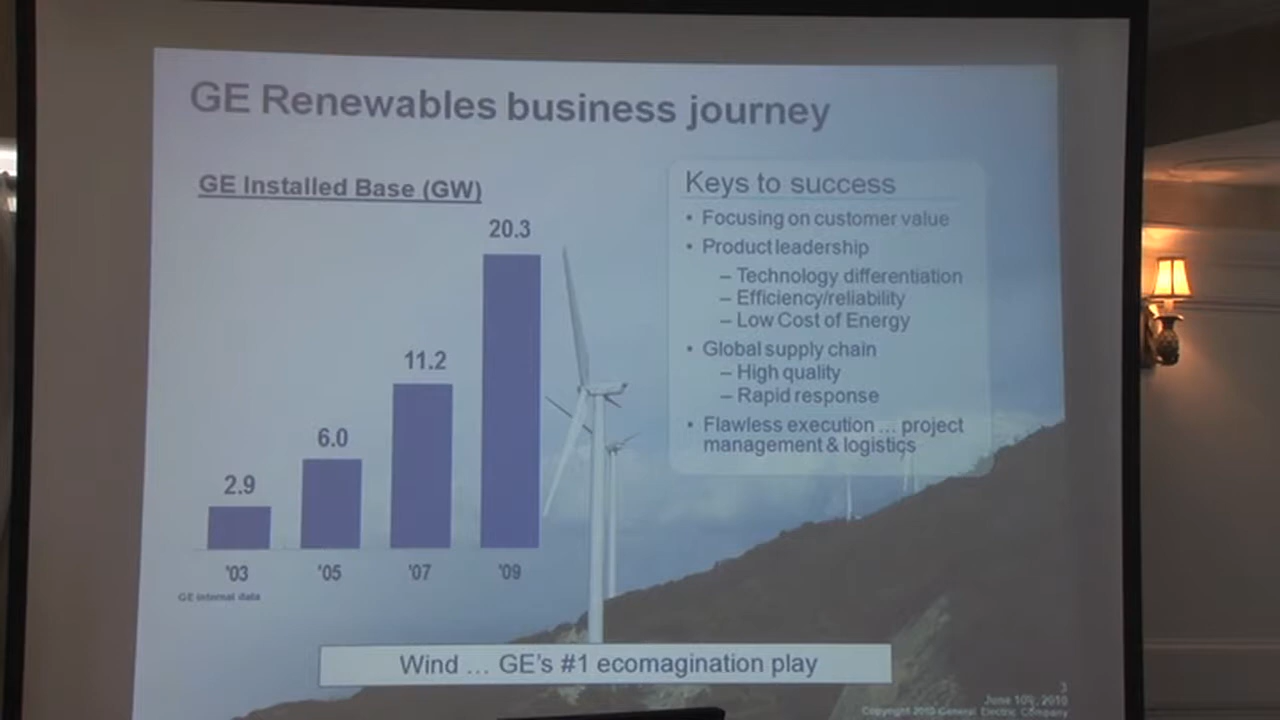 GE Renewables business journey
GE Installed Base (GW)
20.3
11.2
6.0
2.9
'03 '05 '07 '09
GE internal data
Keys to success
• Focusing on customer value
• Product leadership
– Technology differentiation
– Efficiency/reliability
– Low Cost of Energy
• Global supply chain
– High quality
– Rapid response
• Flawless execution ... project
management & logistics
Wind ... GE's #1 ecomagination play
3
June 10, 2010
Copyright 2010 General Electric Company